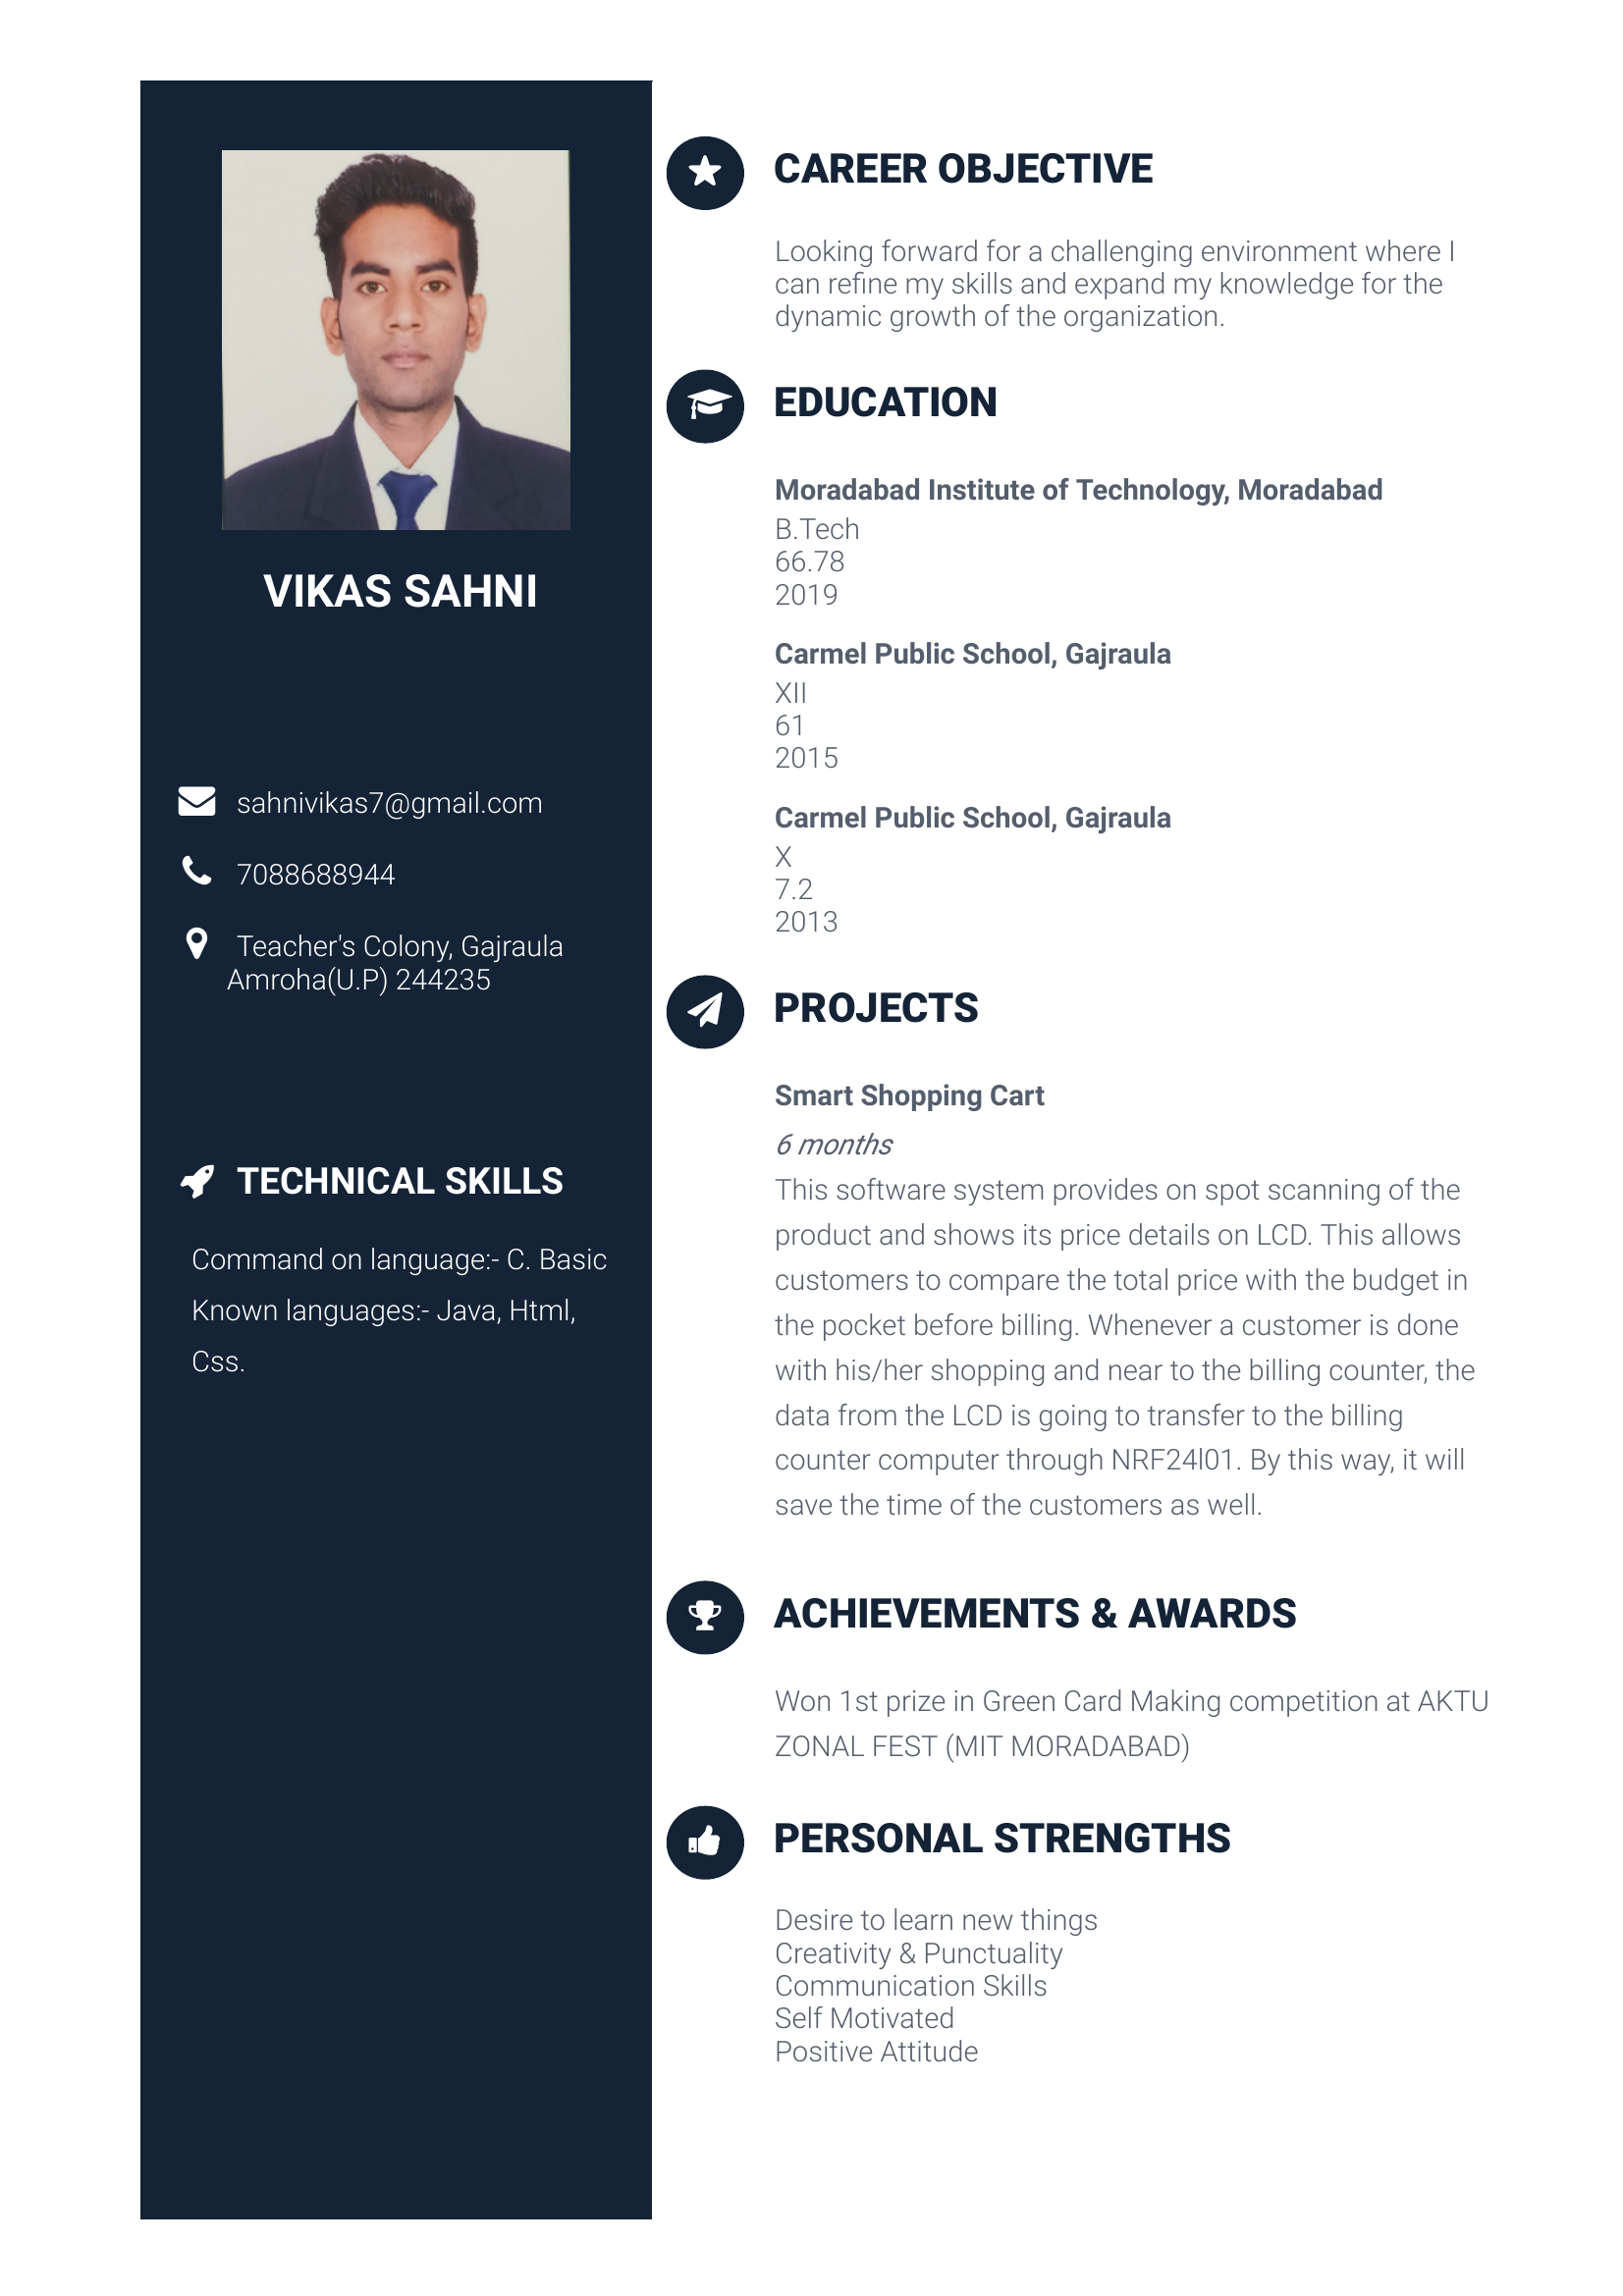 VIKAS SAHNI
sahnivikas7@gmail.com
7088688944
Teacher's Colony, Gajraula
Amroha(U.P) 244235
TECHNICAL SKILLS
Command on language:- C. Basic
Known languages:- Java, Html,
Css.
CAREER OBJECTIVE
Looking forward for a challenging environment where I
can refine my skills and expand my knowledge for the
dynamic growth of the organization.
EDUCATION
Moradabad Institute of Technology, Moradabad
B.Tech
66.78
2019
Carmel Public School, Gajraula
XII
61
2015
Carmel Public School, Gajraula
X
7.2
2013
PROJECTS
Smart Shopping Cart
6 months
This software system provides on spot scanning of the
product and shows its price details on LCD. This allows
customers to compare the total price with the budget in
the pocket before billing. Whenever a customer is done
with his/her shopping and near to the billing counter, the
data from the LCD is going to transfer to the billing
counter computer through NRF24l01. By this way, it will
save the time of the customers as well.
ACHIEVEMENTS & AWARDS
Won 1st prize in Green Card Making competition at AKTU
ZONAL FEST (MIT MORADABAD)
PERSONAL STRENGTHS
Desire to learn new things
Creativity & Punctuality
Communication Skills
Self Motivated
Positive Attitude